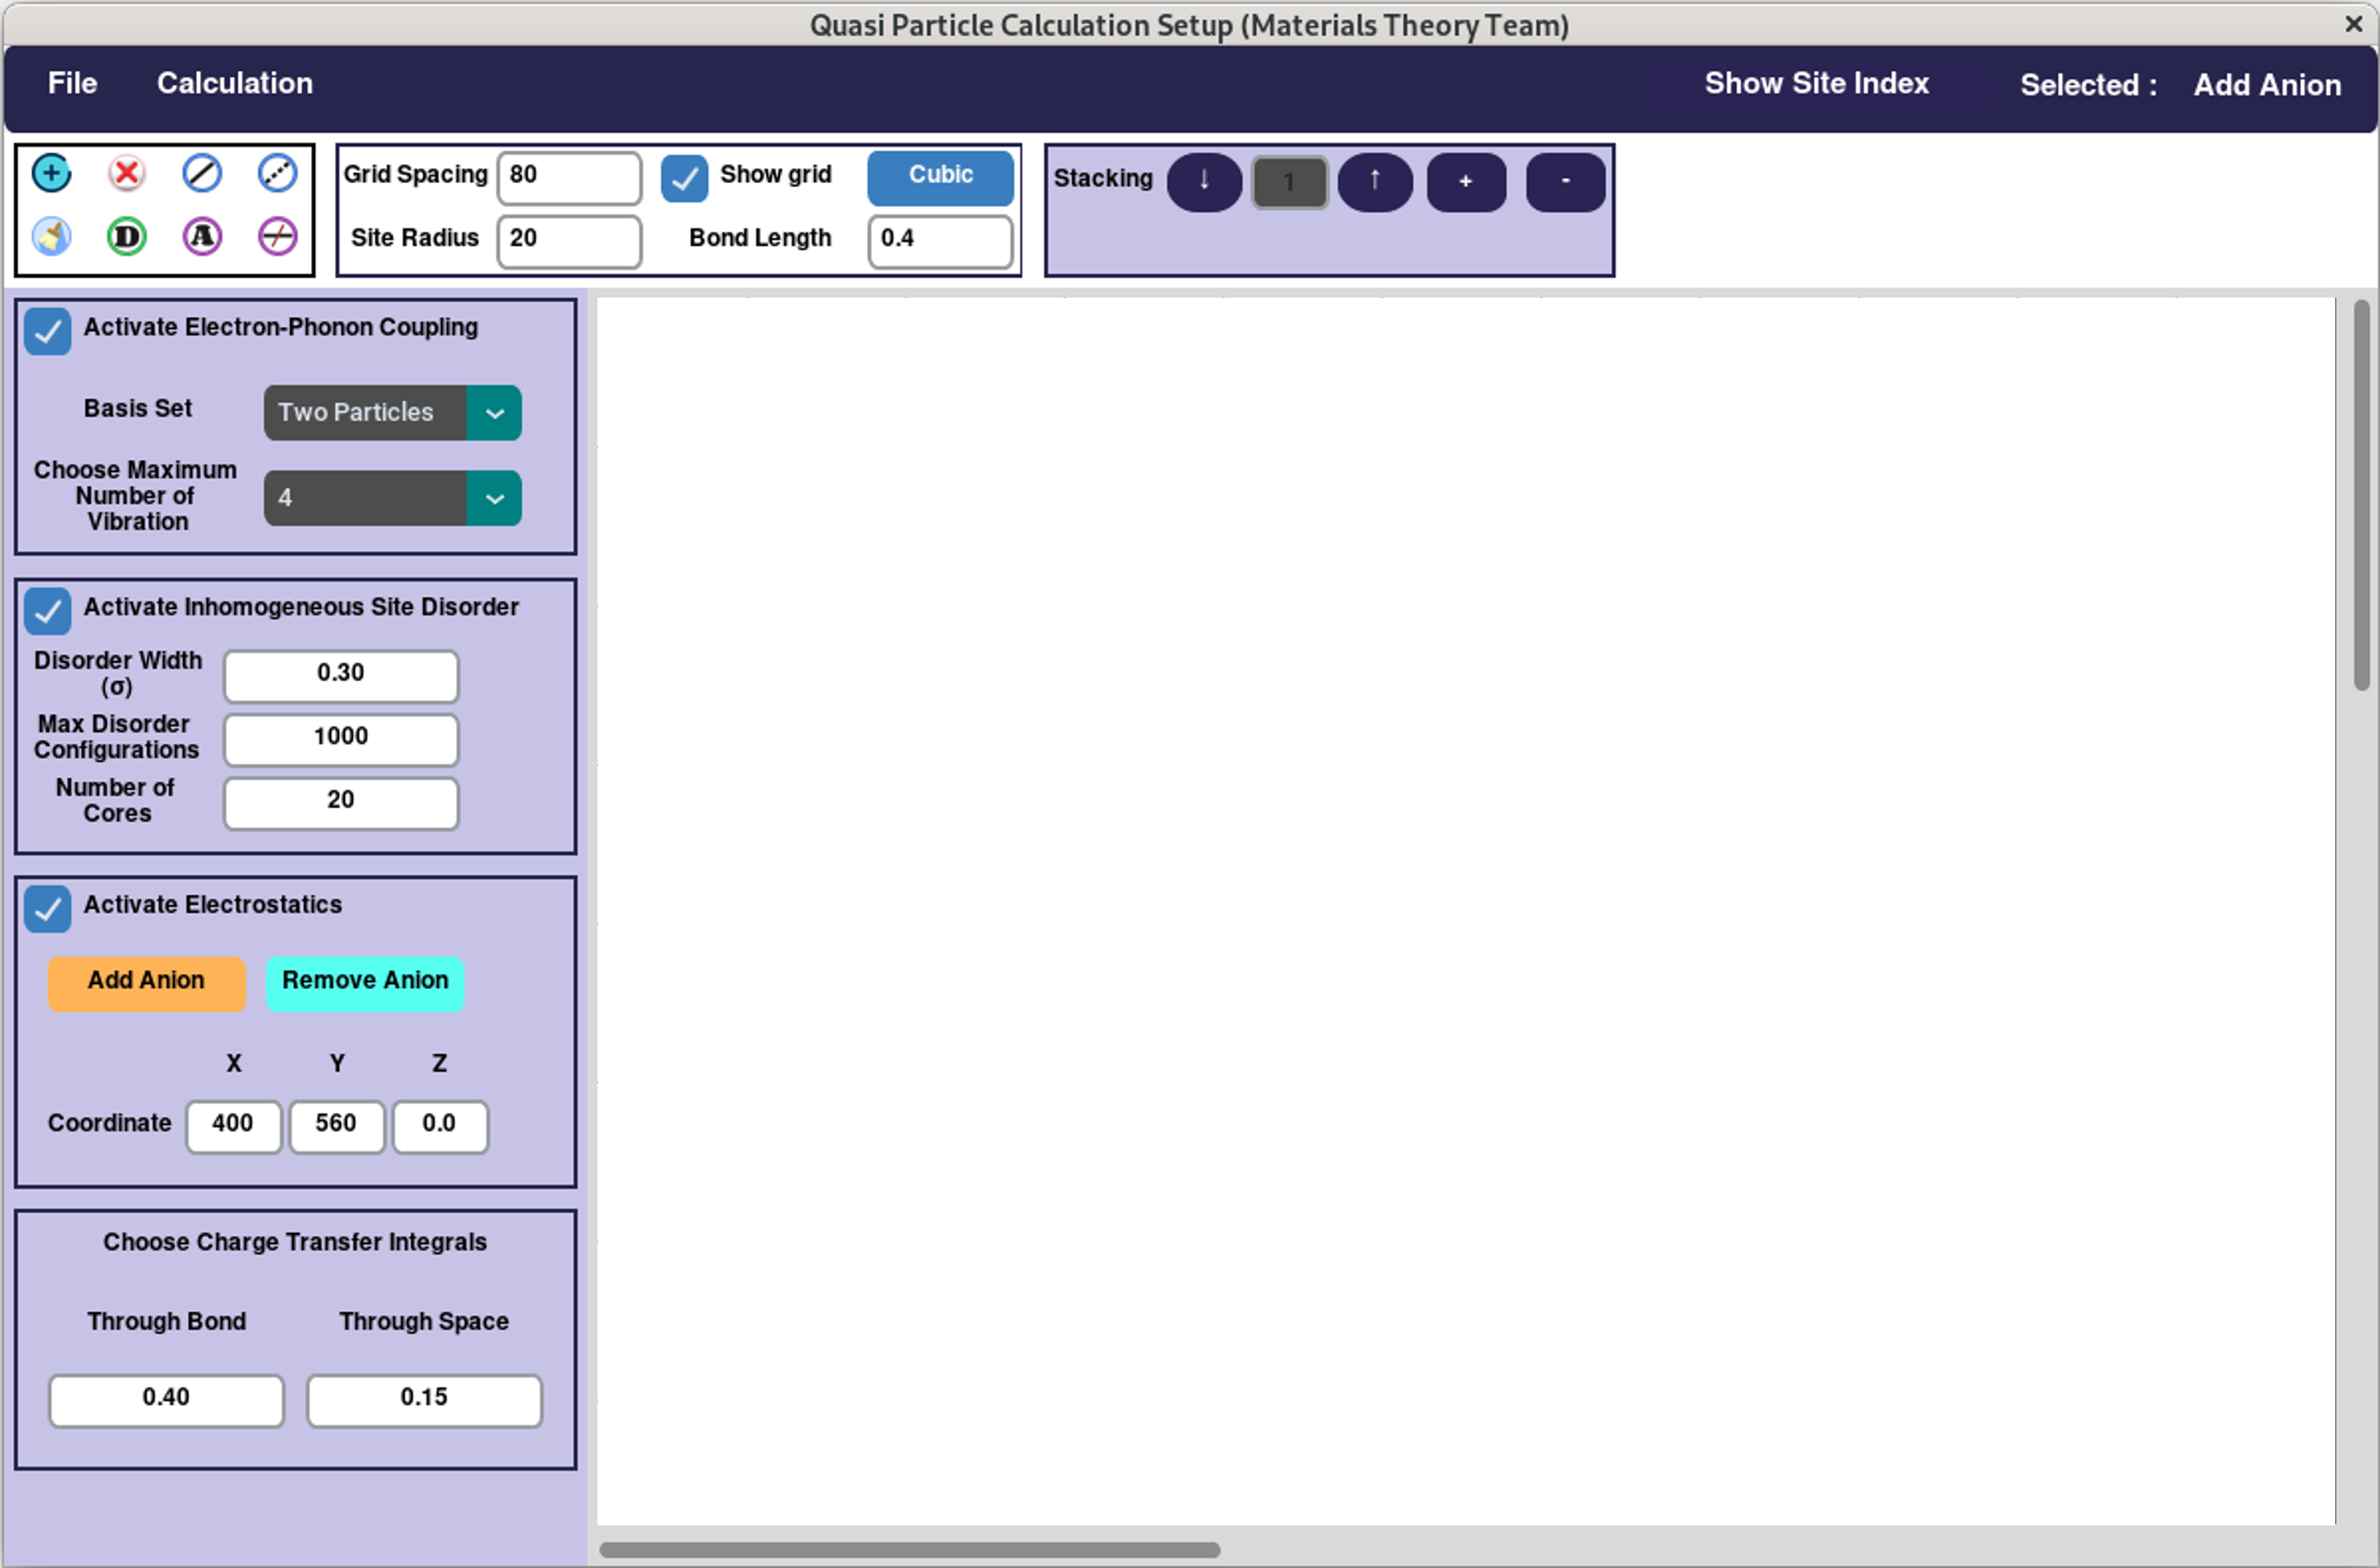 Quasi Particle Calculation Setup (Materials Theory Team)
File Calculation Show Site Index Selected : Add Anion
Grid Spacing 80 Show grid Cubic
Site Radius 20 Bond Length 0.4
Stacking ↓ 1 ↑ + -
D A
Activate Electron-Phonon Coupling
Basis Set Two Particles
Choose Maximum
Number of
Vibration
4
Activate Inhomogeneous Site Disorder
Disorder Width
(σ)
0.30
Max Disorder
Configurations
1000
Number of
Cores
20
Activate Electrostatics
Add Anion Remove Anion
X Y Z
Coordinate 400 560 0.0
Choose Charge Transfer Integrals
Through Bond Through Space
0.40 0.15